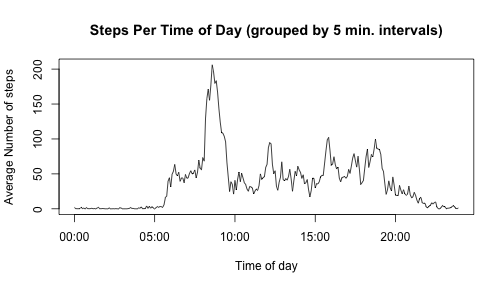 Steps Per Time of Day (grouped by 5 min. intervals)
Average Number of steps
200
150
100
50
0
00:00 05:00 10:00 15:00 20:00
Time of day